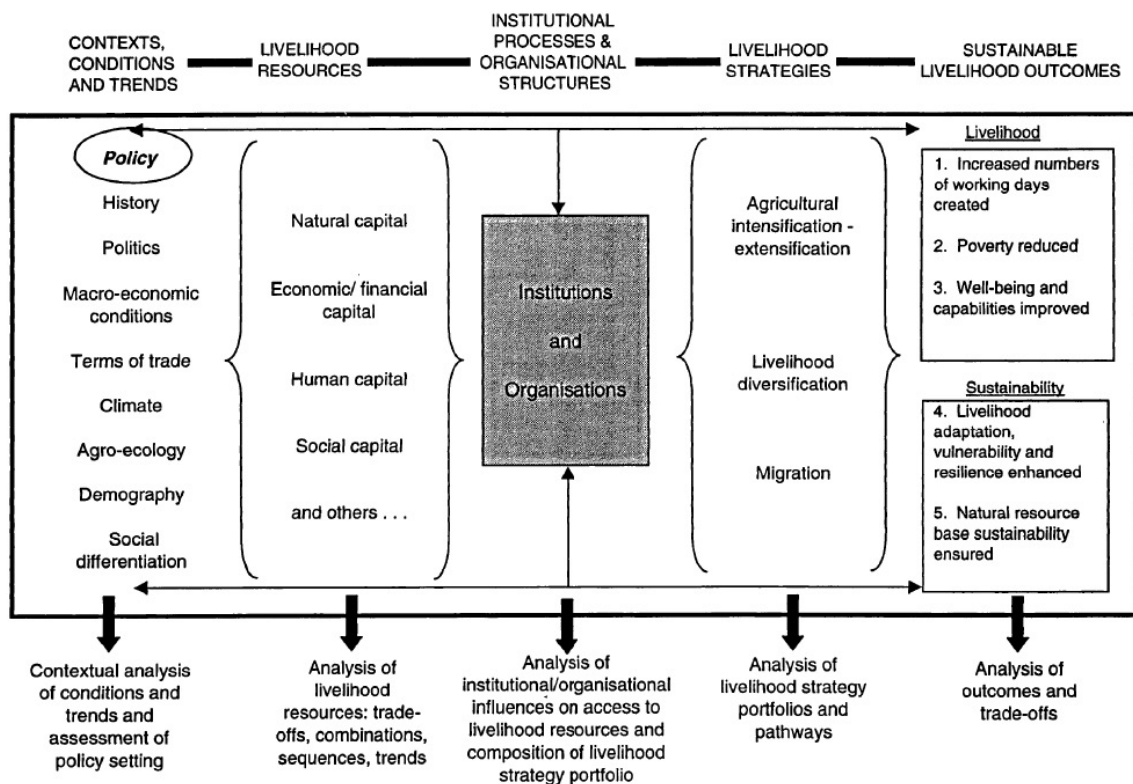 CONTEXTS,
CONDITIONS
AND TRENDS
LIVELIHOOD
RESOURCES
INSTITUTIONAL
PROCESSES &
ORGANISATIONAL
STRUCTURES
LIVELIHOOD
STRATEGIES
SUSTAINABLE
LIVELIHOOD OUTCOMES
Policy
History
Politics
Macro-economic
conditions
Terms of trade
Climate
Agro-ecology
Demography
Social
differentiation
Natural capital
Economic/ financial
capital
Human capital
Social capital
and others . . .
Institutions
and
Organisations
Agricultural
intensification -
extensification
Livelihood
diversification
Migration
Livelihood
1. Increased numbers
of working days
created
2. Poverty reduced
3. Well-being and
capabilities improved
Sustainability
4. Livelihood
adaptation,
vulnerability and
resilience enhanced
5. Natural resource
base sustainability
ensured
Contextual analysis
of conditions and
trends and
assessment of
policy setting
Analysis of
livelihood
resources: trade-
offs, combinations,
sequences, trends
Analysis of
institutional/organisational
influences on access to
livelihood resources and
composition of livelihood
strategy portfolio
Analysis of
livelihood strategy
portfolios and
pathways
Analysis of
outcomes and
trade-offs